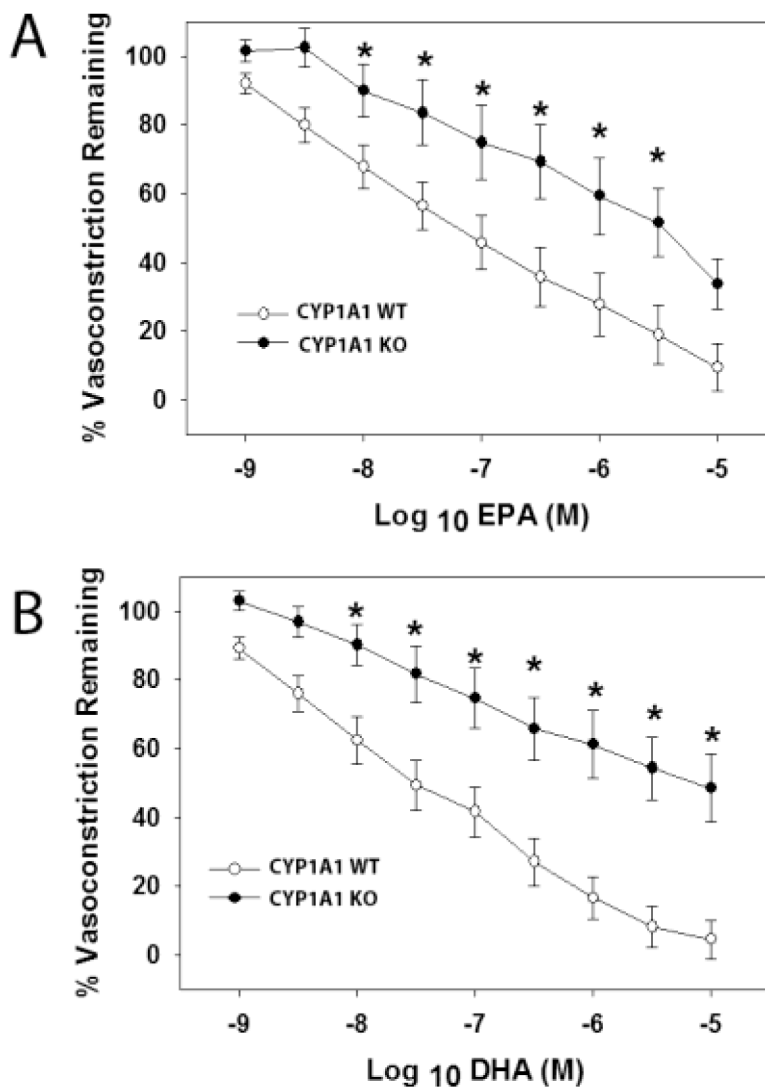 A
% Vasoconstriction Remaining
100
80
60
40
20
0
* * * * * *
CYP1A1 WT
CYP1A1 KO
-9 -8 -7 -6 -5
Log 10 EPA (M)
B
% Vasoconstriction Remaining
100
80
60
40
20
0
* * * * * * *
CYP1A1 WT
CYP1A1 KO
-9 -8 -7 -6 -5
Log 10 DHA (M)